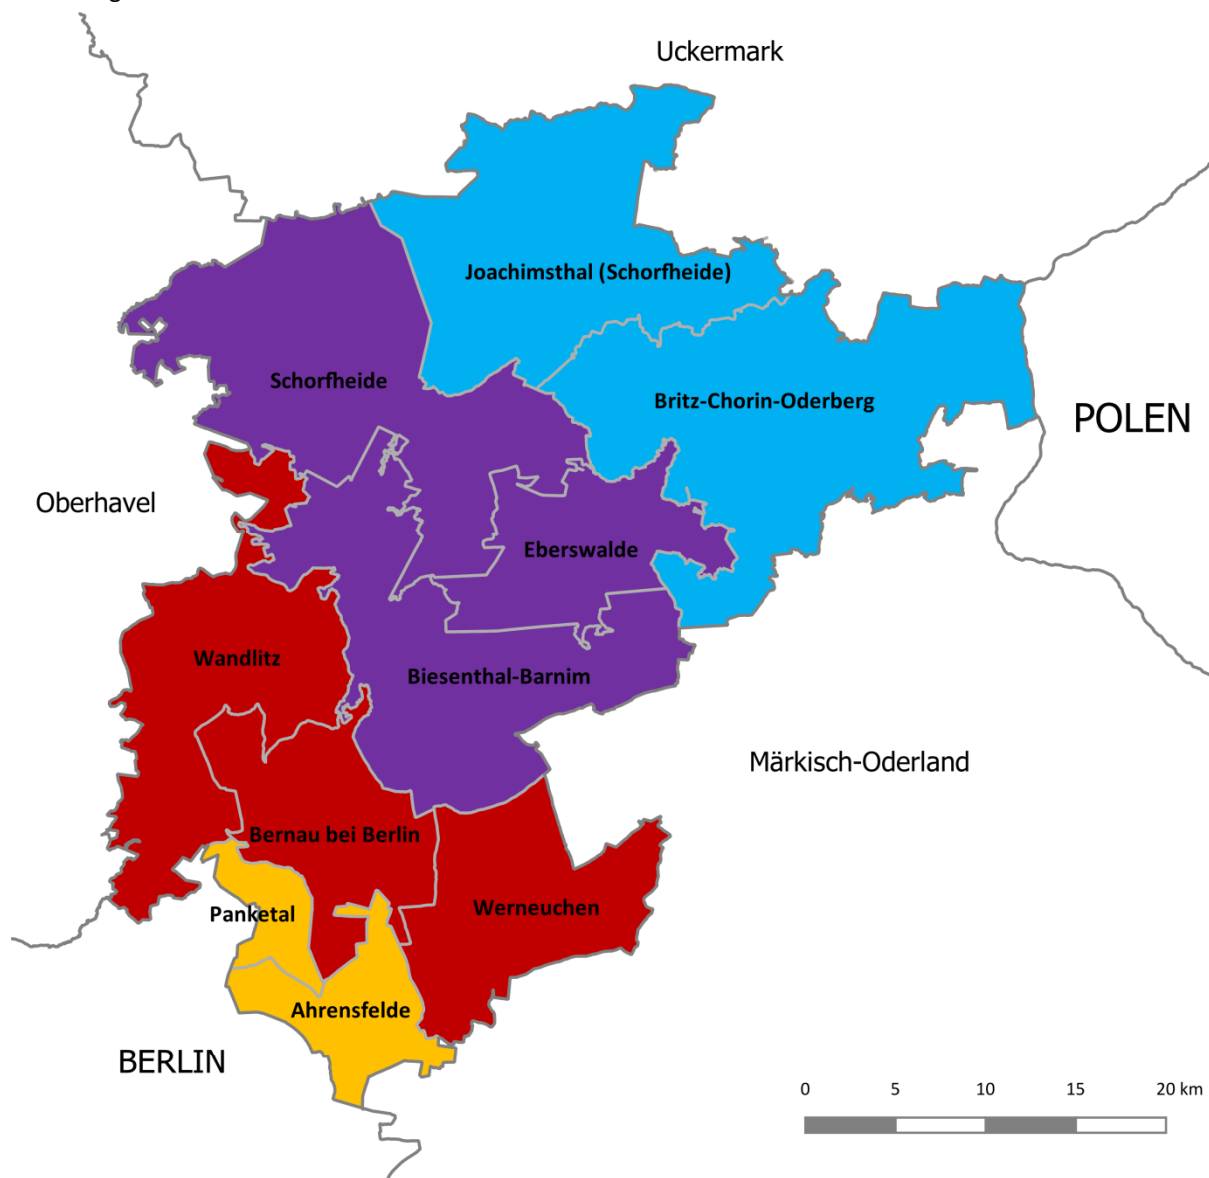 Uckermark
Joachimsthal (Schorfheide)
Schorfheide
Britz-Chorin-Oderberg
POLEN
Oberhavel
Eberswalde
Wandlitz
Biesenthal-Barnim
Märkisch-Oderland
Bernau bei Berlin
Panketal
Werneuchen
Ahrensfelde
BERLIN
0 5 10 15 20 km